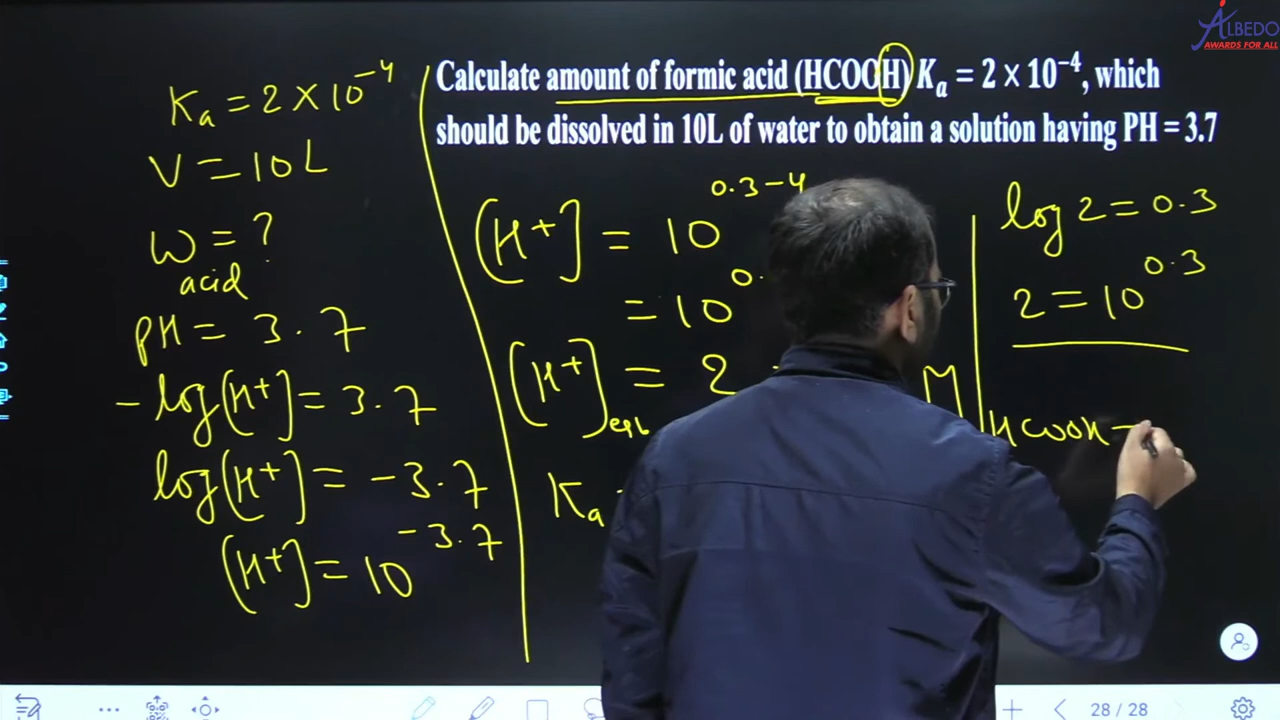 ALBEDO
AWARDS FOR ALL
Calculate amount of formic acid (HCOOH) Kₐ = 2 × 10⁻⁴, which
should be dissolved in 10L of water to obtain a solution having PH = 3.7
Kₐ = 2 × 10⁻⁴
V = 10L
W = ?
acid
PH = 3.7
-log[H+] = 3.7
log[H+] = -3.7
[H+] = 10^-3.7
[H+] = 10^0.3-4
= 10^0.
[H+] = 2 M
Kₐ
log 2 = 0.3
2 = 10^0.3
HCOOH
28 / 28